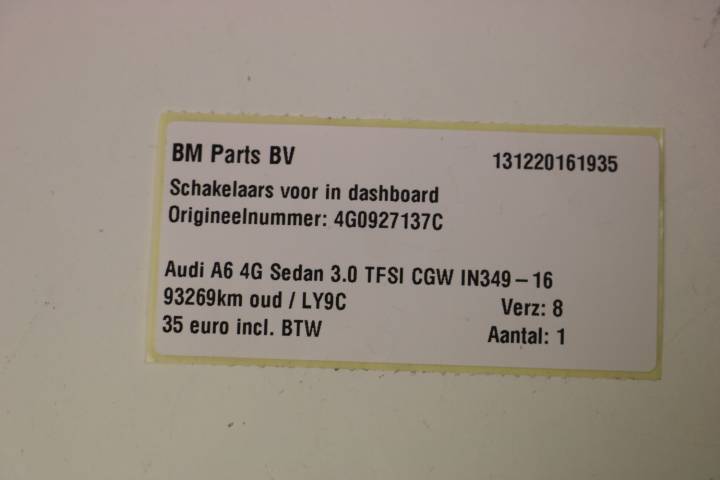 BM Parts BV 131220161935
Schakelaars voor in dashboard
Origineelnummer: 4G0927137C
Audi A6 4G Sedan 3.0 TFSI CGW IN349-16
93269km oud / LY9C Verz: 8
35 euro incl. BTW Aantal: 1